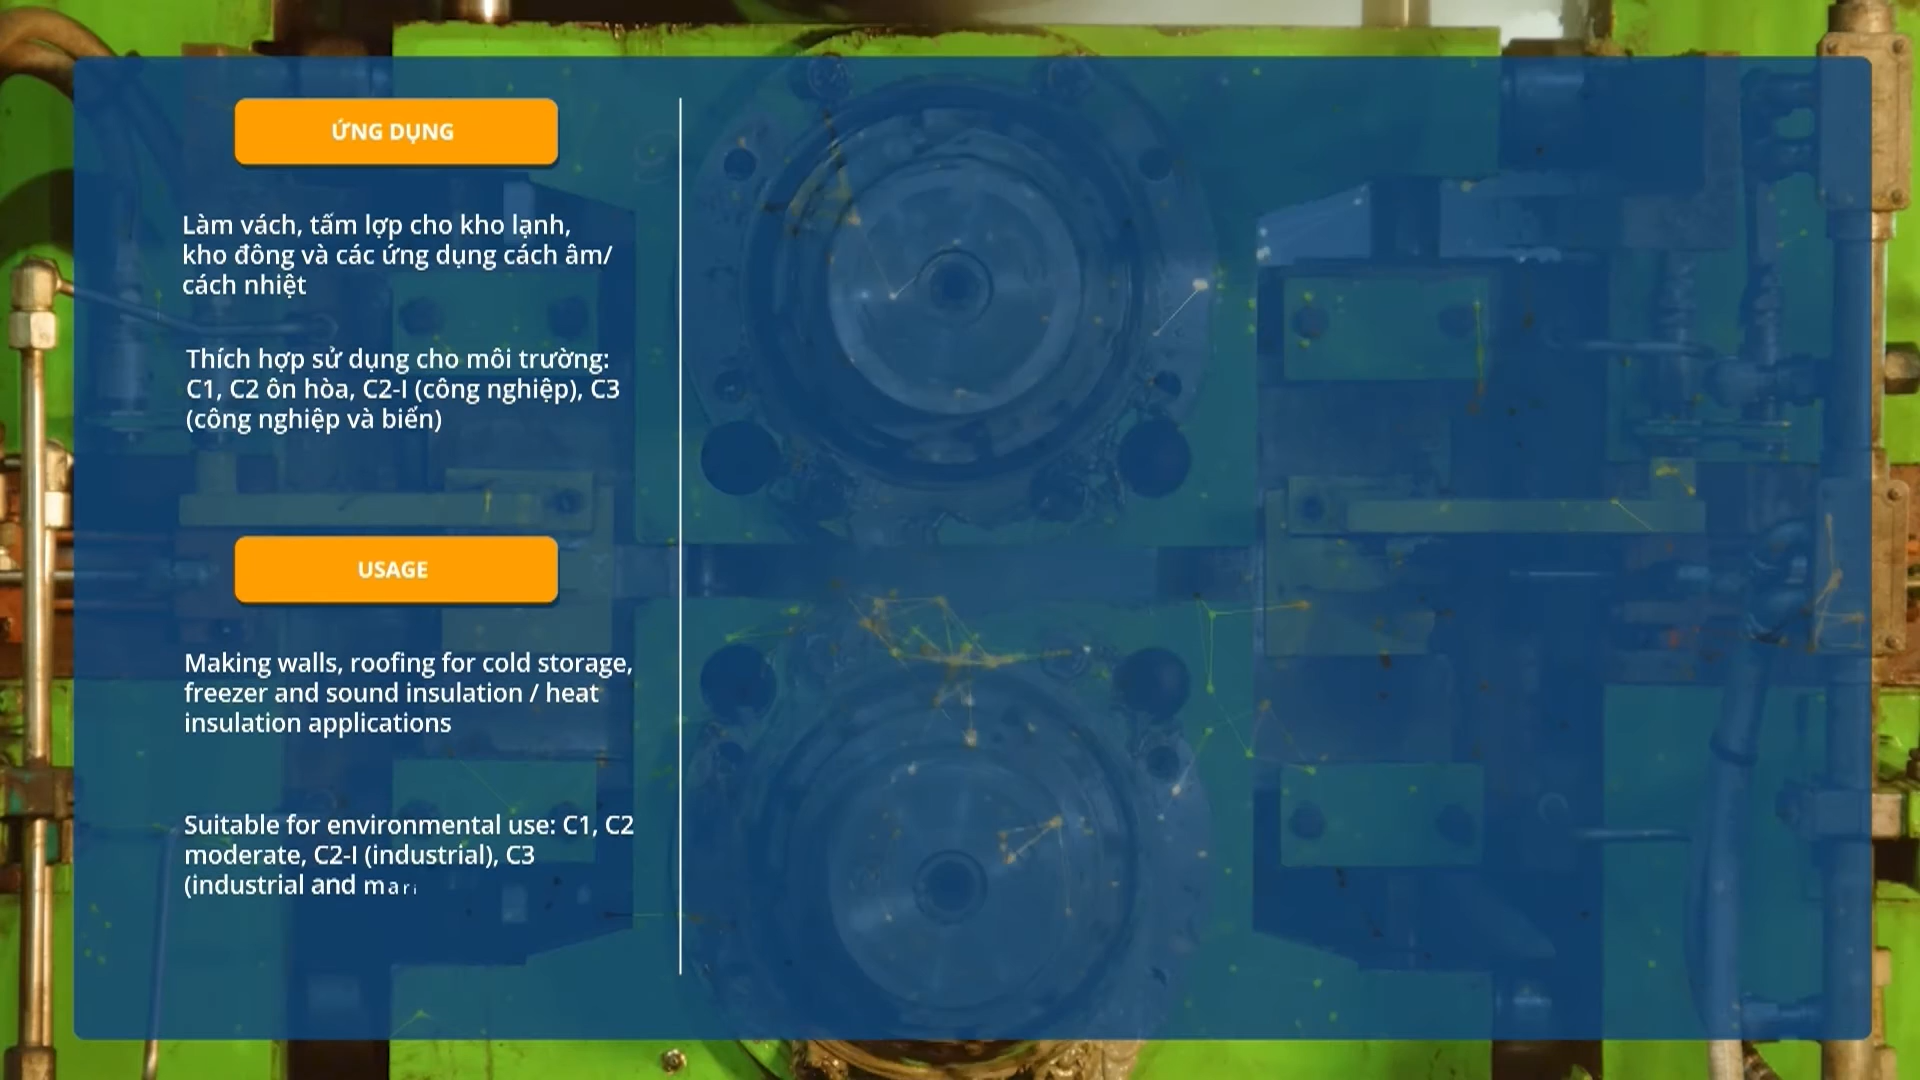 ỨNG DỤNG
Làm vách, tấm lợp cho kho lạnh,
kho đông và các ứng dụng cách âm/
cách nhiệt
Thích hợp sử dụng cho môi trường:
C1, C2 ôn hòa, C2-I (công nghiệp), C3
(công nghiệp và biển)
USAGE
Making walls, roofing for cold storage,
freezer and sound insulation / heat
insulation applications
Suitable for environmental use: C1, C2
moderate, C2-I (industrial), C3
(industrial and mari